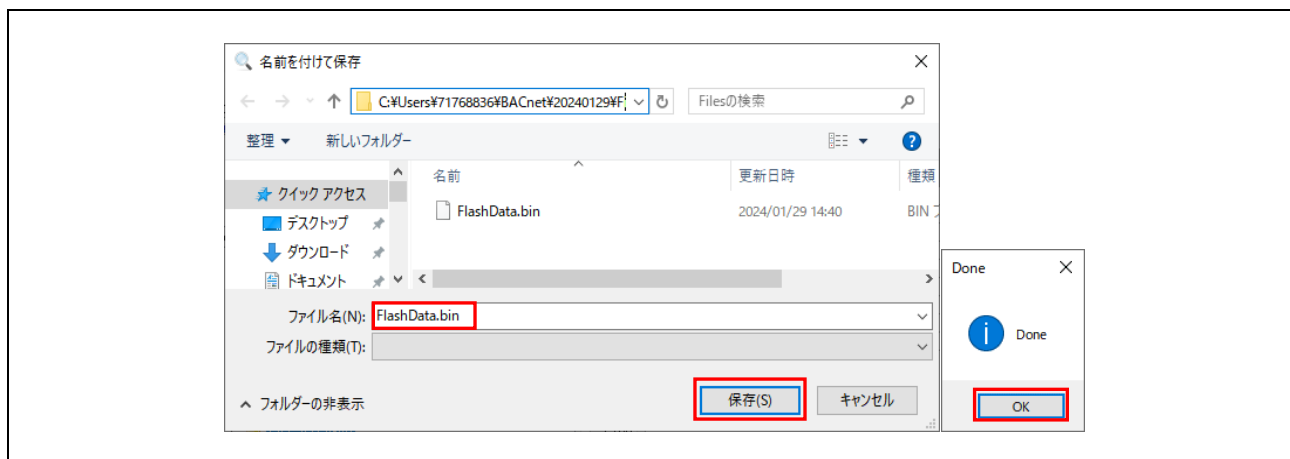 名前を付けて保存
C:¥Users¥71768836¥BACnet¥20240129¥F
Filesの検索
整理 新しいフォルダー
名前 更新日時 種類
クイック アクセス
FlashData.bin 2024/01/29 14:40 BIN
デスクトップ
ダウンロード
ドキュメント
ファイル名(N): FlashData.bin
ファイルの種類(T):
フォルダーの非表示 保存(S) キャンセル
Done
Done
OK